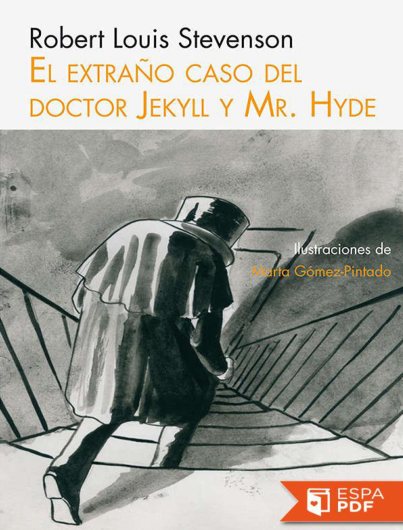 Robert Louis Stevenson
El extraño caso del
doctor Jekyll y Mr. Hyde
Ilustraciones de
Marta Gómez-Pintado
ESPA
PDF